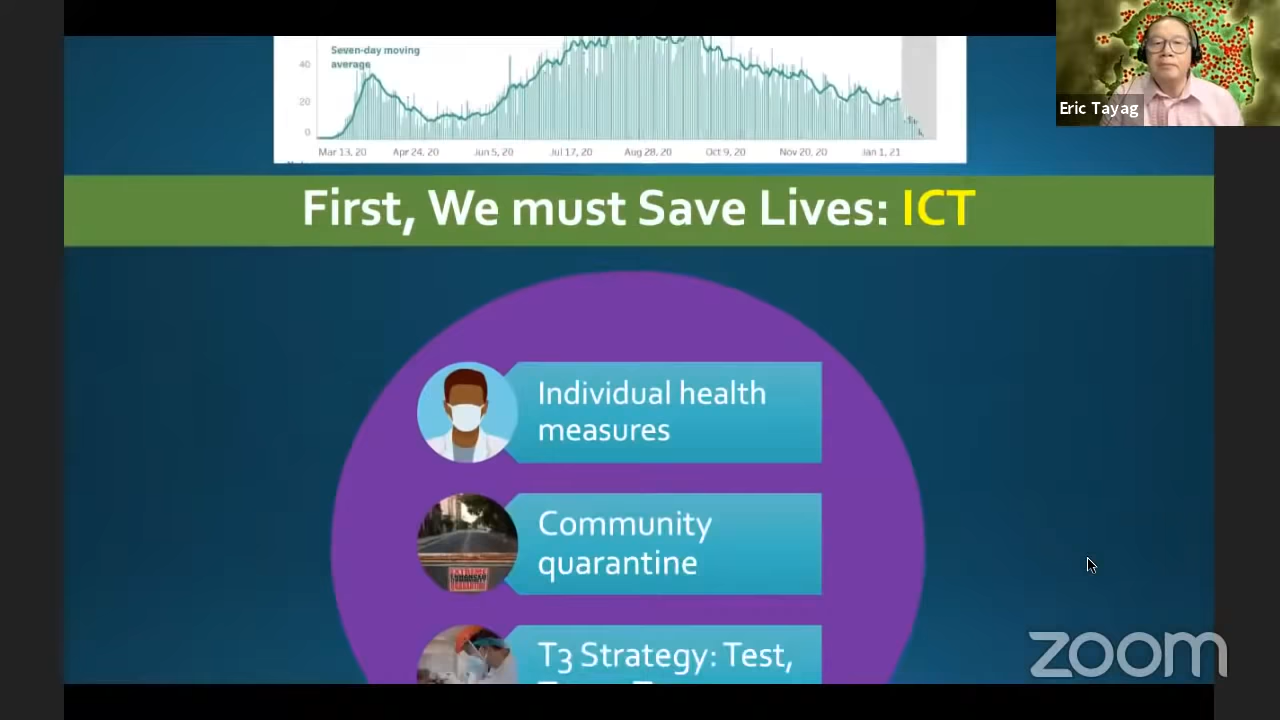 Seven-day moving
average
40
20
0
Mar 13, 20 Apr 24, 20 Jun 5, 20 Jul 17, 20 Aug 28, 20 Oct 9, 20 Nov 20, 20 Jan 1, 21
Eric Tayag
First, We must Save Lives: ICT
Individual health
measures
Community
quarantine
EXTREME
QUARANTINE
T3 Strategy: Test,
zoom